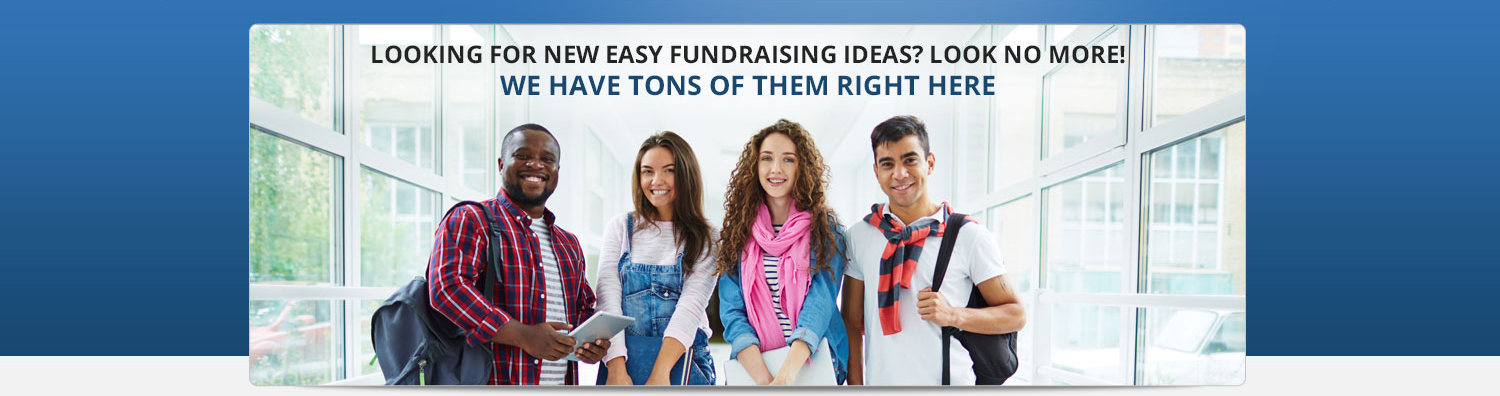 LOOKING FOR NEW EASY FUNDRAISING IDEAS? LOOK NO MORE!
WE HAVE TONS OF THEM RIGHT HERE